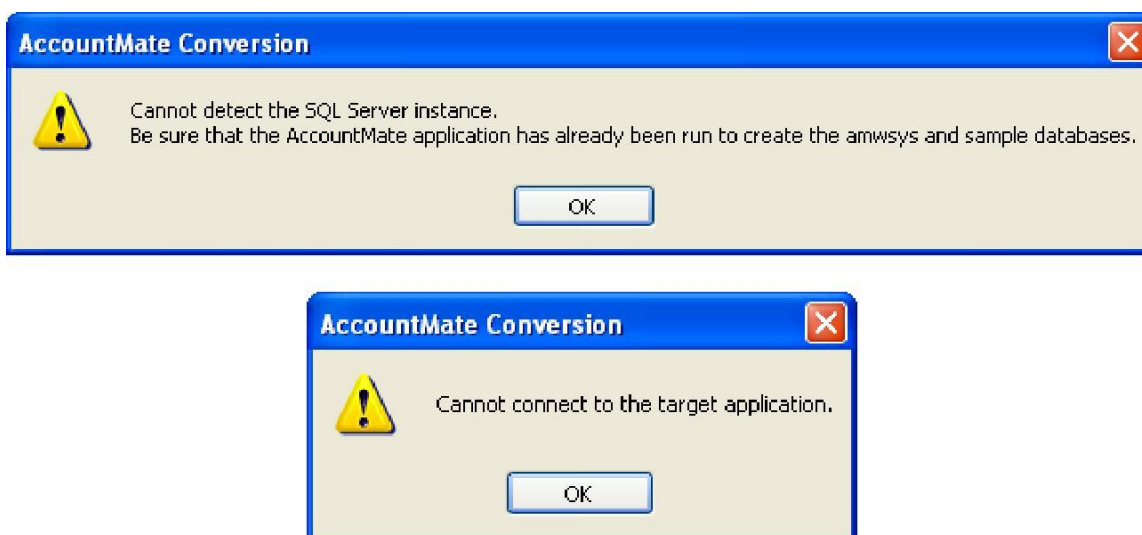 AccountMate Conversion
Cannot detect the SQL Server instance.
Be sure that the AccountMate application has already been run to create the amwsys and sample databases.
OK
AccountMate Conversion
Cannot connect to the target application.
OK